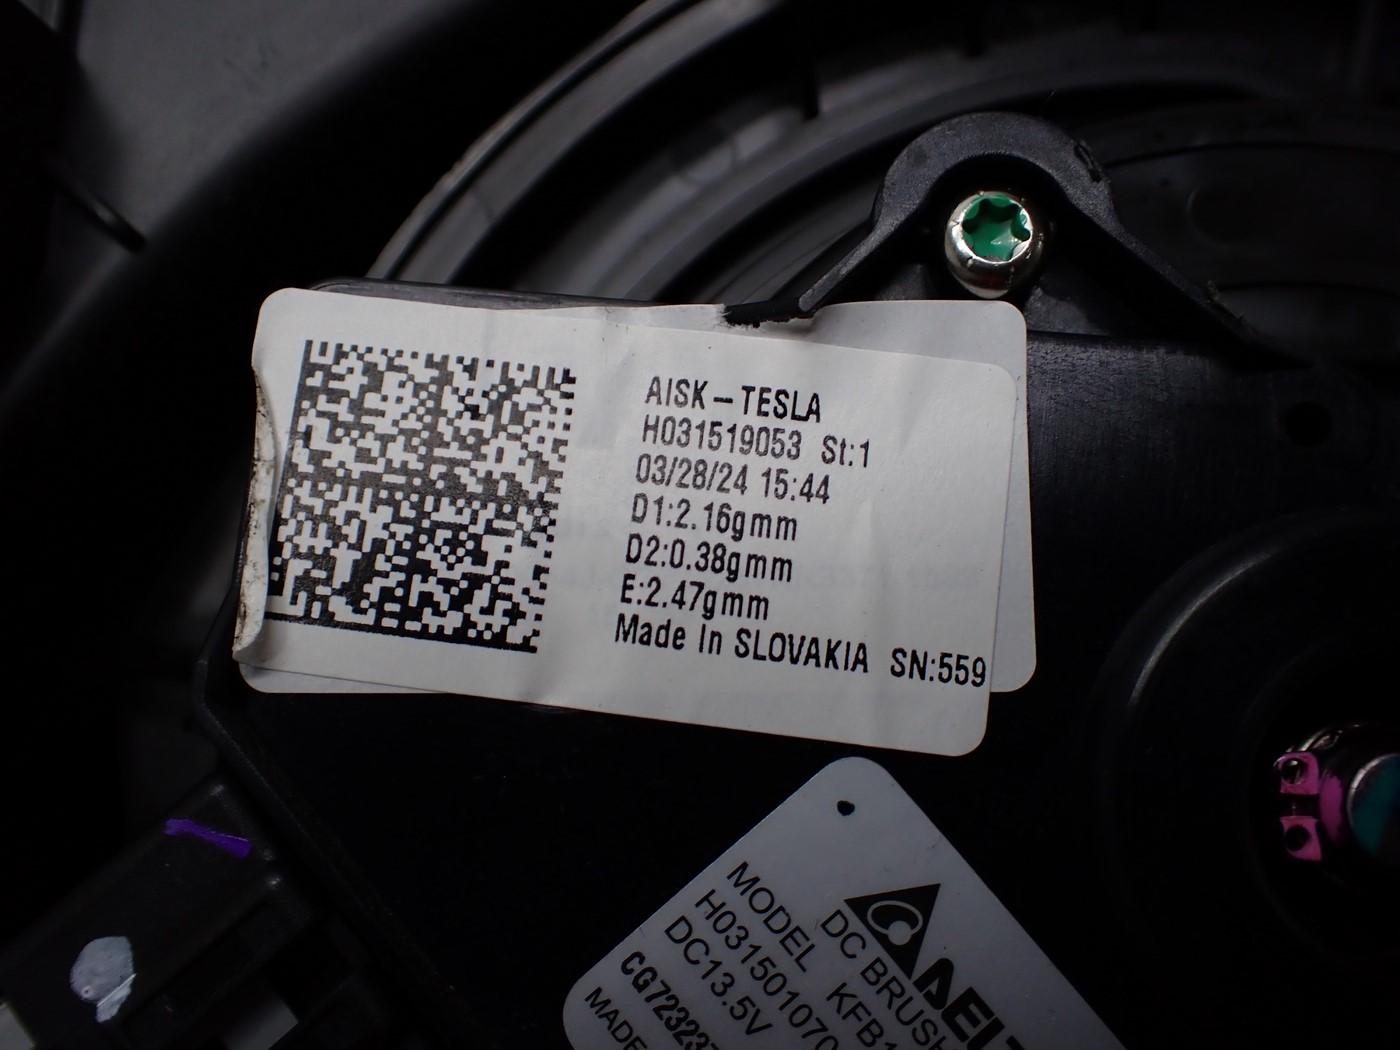 AISK-TESLA
H031519053 St:1
03/28/24 15:44
D1:2.16gmm
D2:0.38gmm
E:2.47gmm
Made In SLOVAKIA SN:559
DC
MODEL
H031501070
DC13.5V